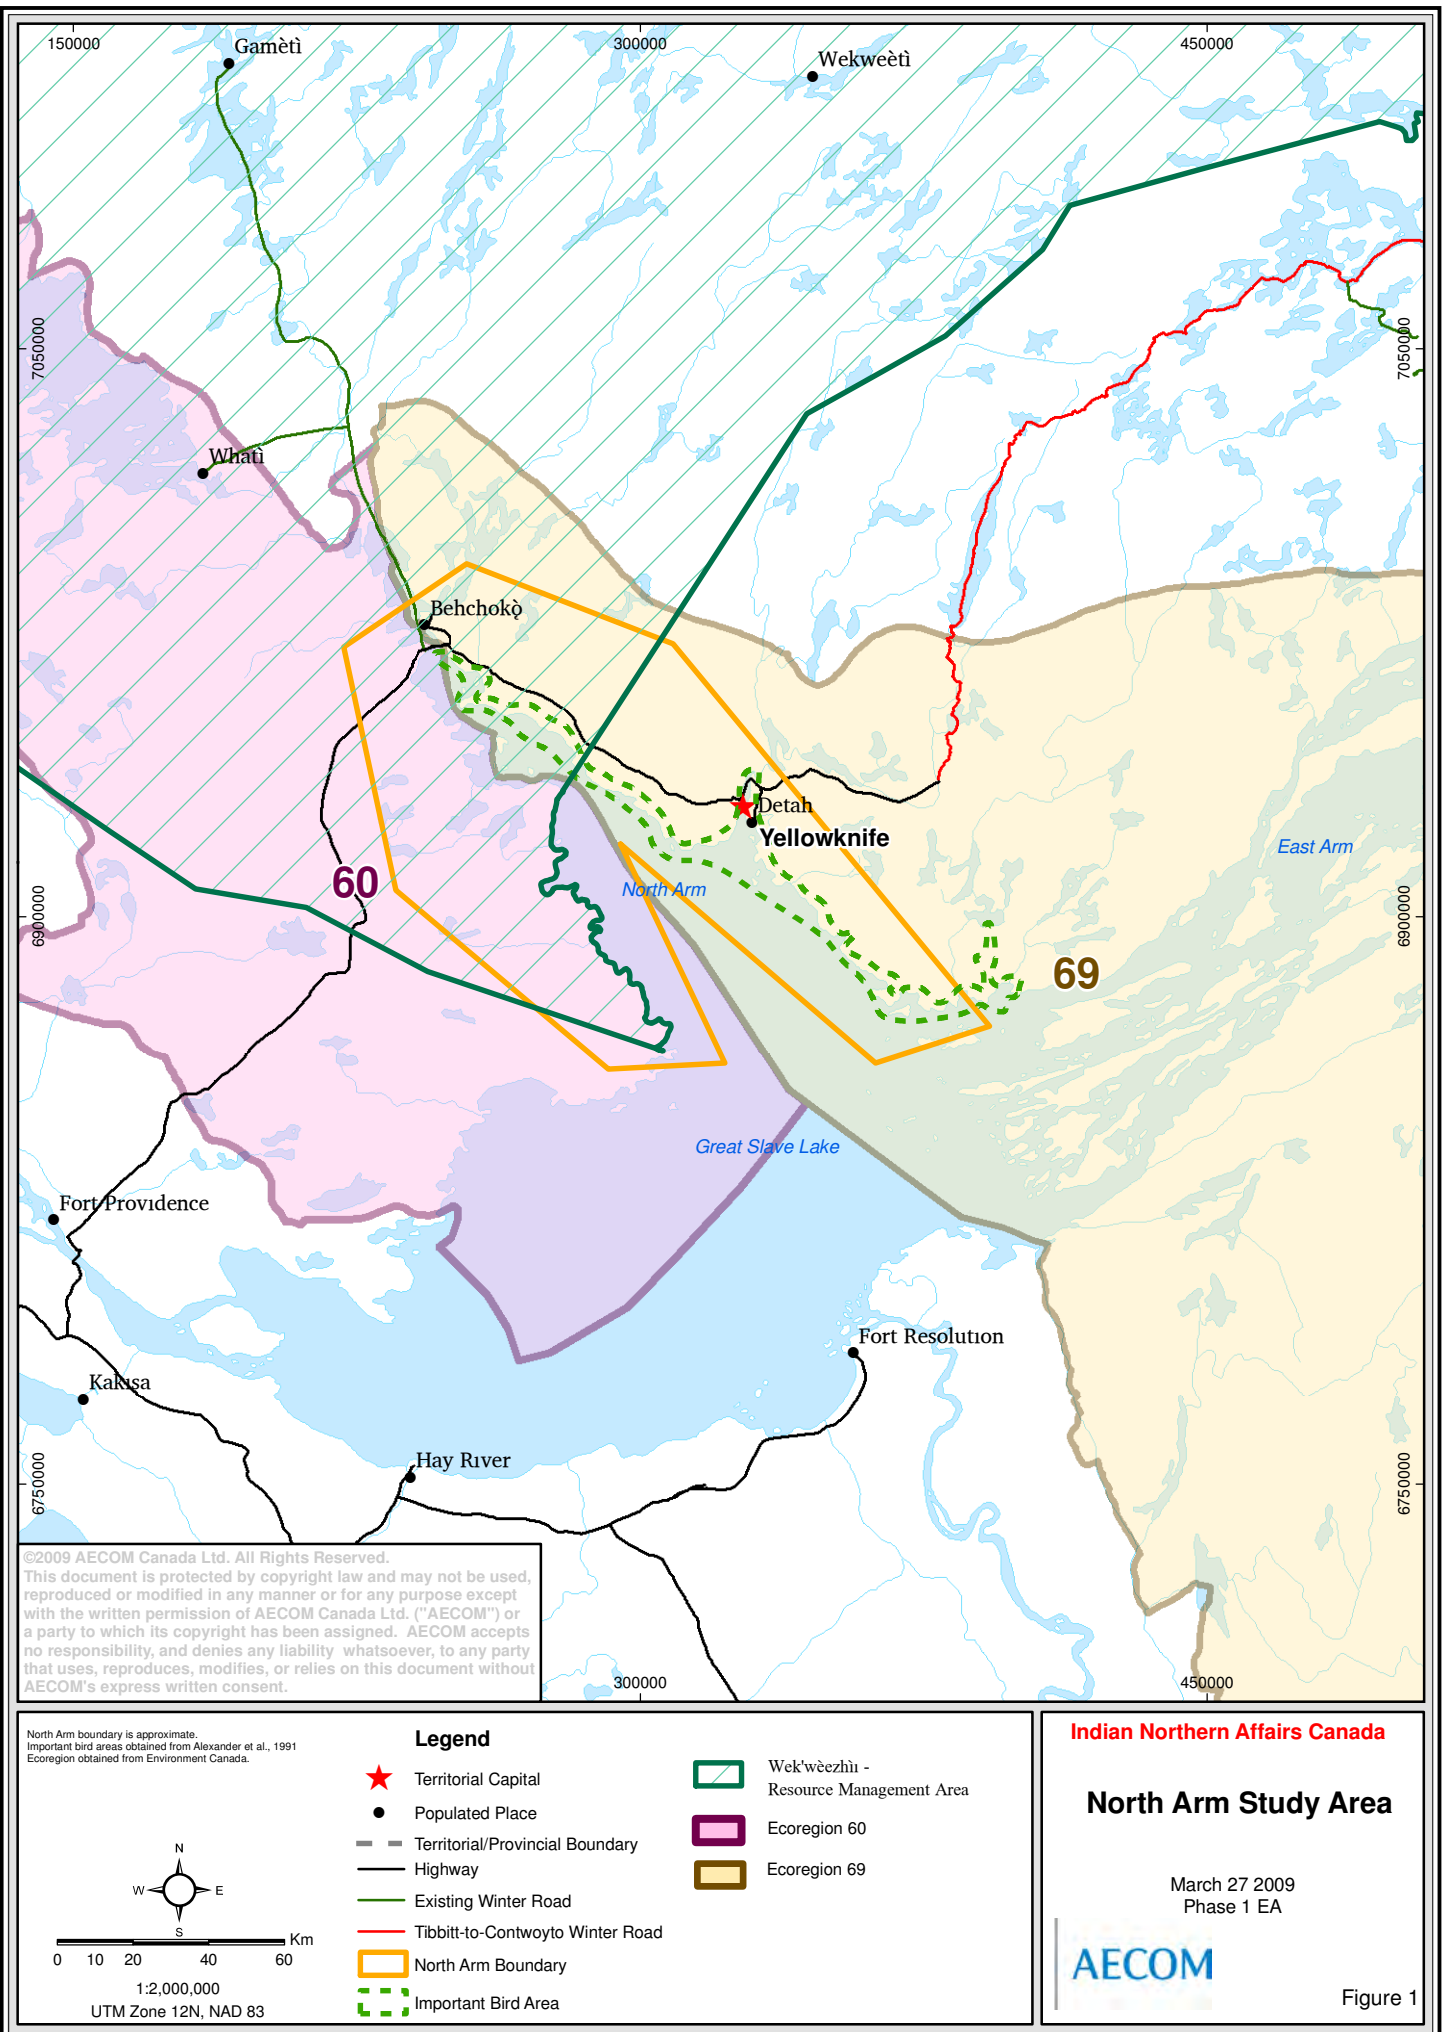 150000
300000
450000
Gamètì
Wekweètì
7050000
7050000
Whatì
Behchokǫ̀
Detah
Yellowknife
East Arm
60
North Arm
6900000
6900000
69
Great Slave Lake
Fort Provıdence
Fort Resolutıon
Kakısa
Hay Rıver
6750000
6750000
©2009 AECOM Canada Ltd. All Rights Reserved.
This document is protected by copyright law and may not be used,
reproduced or modified in any manner or for any purpose except
with the written permission of AECOM Canada Ltd. ("AECOM") or
a party to which its copyright has been assigned. AECOM accepts
no responsibility, and denies any liability whatsoever, to any party
that uses, reproduces, modifies, or relies on this document without
AECOM's express written consent.
300000
450000
North Arm boundary is approximate.
Important bird areas obtained from Alexander et al., 1991
Ecoregion obtained from Environment Canada.
N
W
E
S
Km
0 10 20 40 60
1:2,000,000
UTM Zone 12N, NAD 83
Legend
Territorial Capital
Populated Place
Territorial/Provincial Boundary
Highway
Existing Winter Road
Tibbitt-to-Contwoyto Winter Road
North Arm Boundary
Important Bird Area
Wek'wèezhìı -
Resource Management Area
Ecoregion 60
Ecoregion 69
Indian Northern Affairs Canada
North Arm Study Area
March 27 2009
Phase 1 EA
AECOM
Figure 1